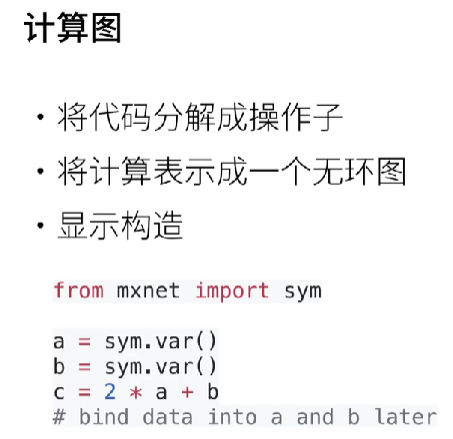 计算图
• 将代码分解成操作子
• 将计算表示成一个无环图
• 显示构造
from mxnet import sym
a = sym.var()
b = sym.var()
c = 2 * a + b
# bind data into a and b later